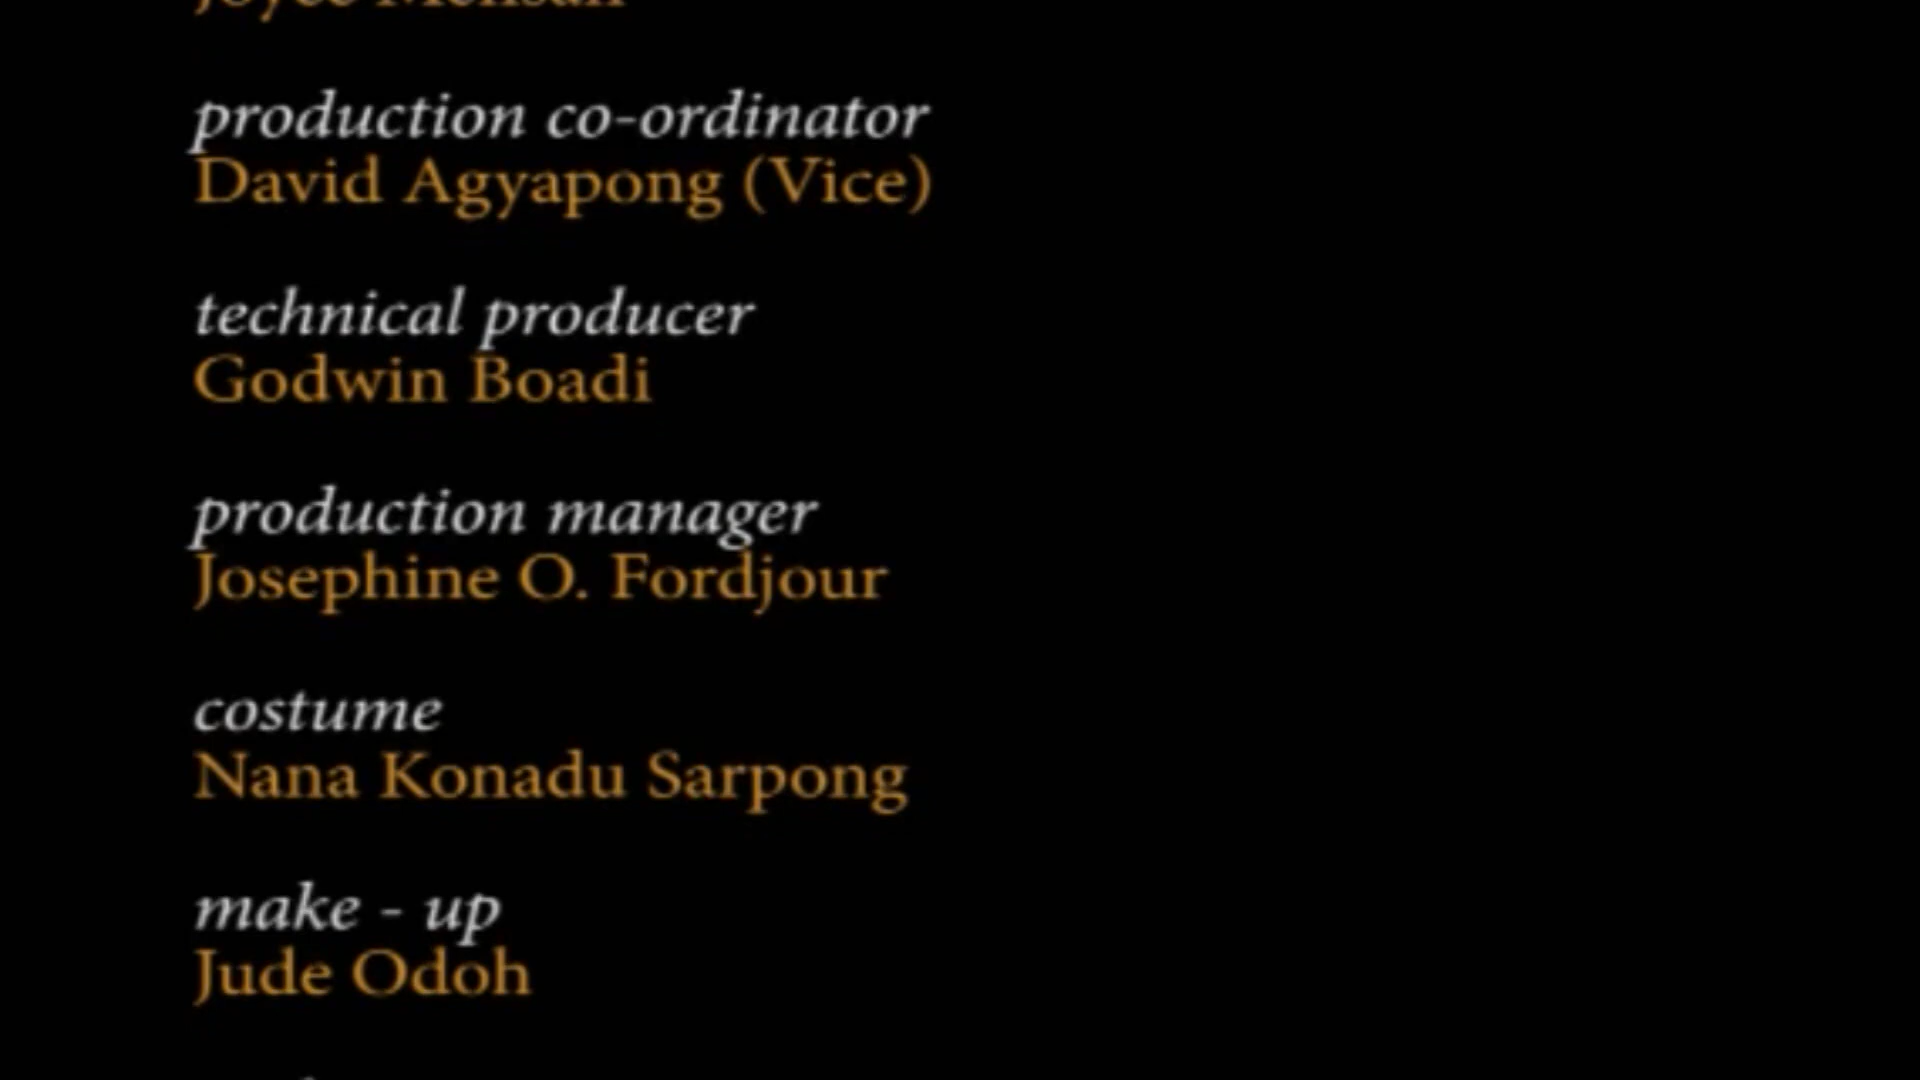 Joyce Mensah
production co-ordinator
David Agyapong (Vice)
technical producer
Godwin Boadi
production manager
Josephine O. Fordjour
costume
Nana Konadu Sarpong
make - up
Jude Odoh